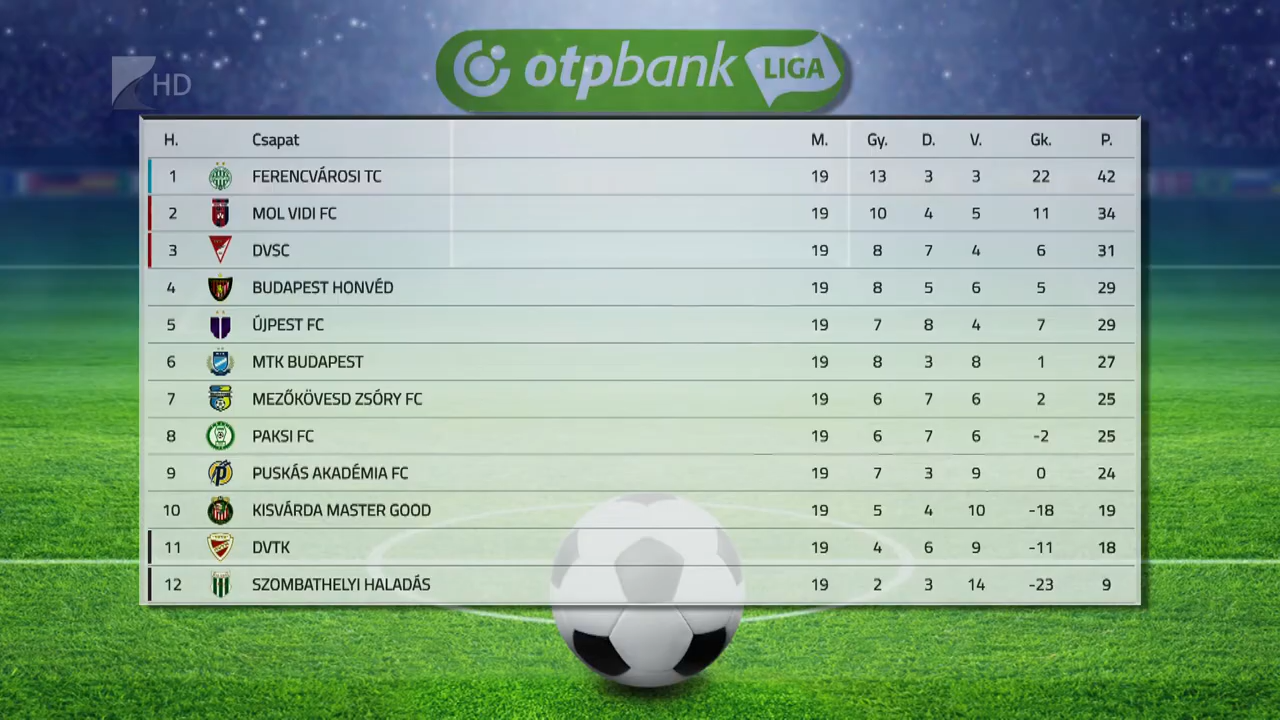 HD
otpbank LIGA
H. Csapat M. Gy. D. V. Gk. P.
1 FERENCVÁROSI TC 19 13 3 3 22 42
2 MOL VIDI FC 19 10 4 5 11 34
3 DVSC 19 8 7 4 6 31
4 BUDAPEST HONVÉD 19 8 5 6 5 29
5 ÚJPEST FC 19 7 8 4 7 29
6 MTK BUDAPEST 19 8 3 8 1 27
7 MEZŐKÖVESD ZSÓRY FC 19 6 7 6 2 25
8 PAKSI FC 19 6 7 6 -2 25
9 PUSKÁS AKADÉMIA FC 19 7 3 9 0 24
10 KISVÁRDA MASTER GOOD 19 5 4 10 -18 19
11 DVTK 19 4 6 9 -11 18
12 SZOMBATHELYI HALADÁS 19 2 3 14 -23 9